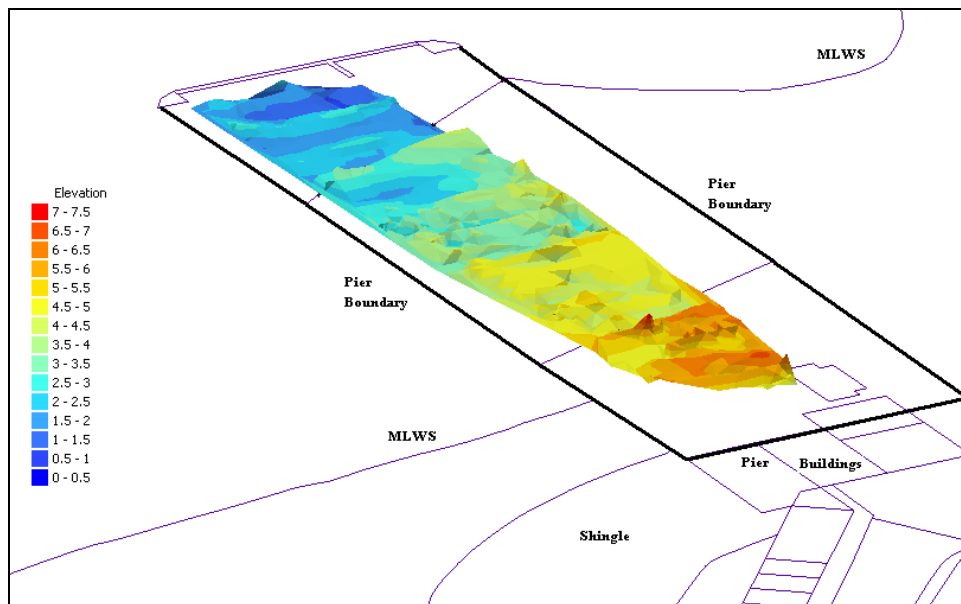 MLWS
Pier
Boundary
Elevation
7 - 7.5
6.5 - 7
6 - 6.5
5.5 - 6
5 - 5.5
4.5 - 5
4 - 4.5
3.5 - 4
3 - 3.5
2.5 - 3
2 - 2.5
1.5 - 2
1 - 1.5
0.5 - 1
0 - 0.5
Pier
Boundary
MLWS
Pier
Buildings
Shingle